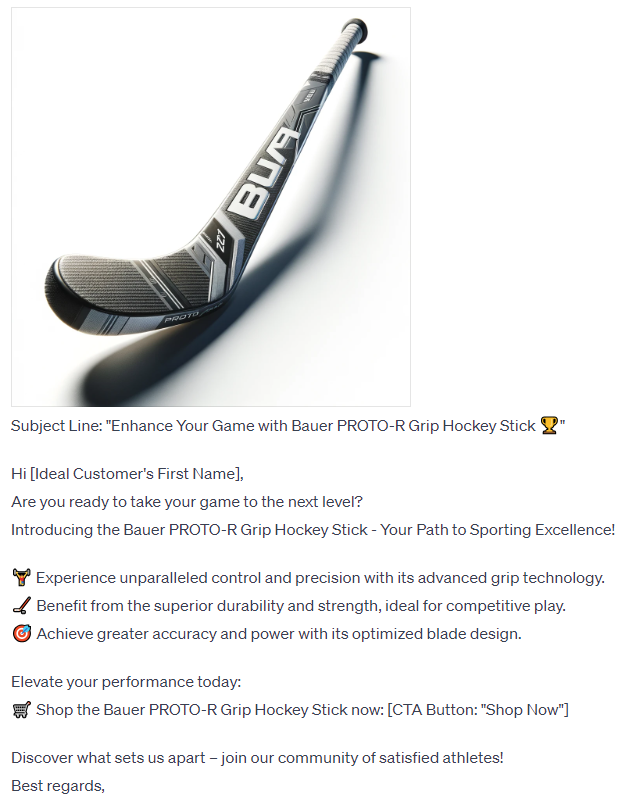 BUA
221
PROTO
Subject Line: "Enhance Your Game with Bauer PROTO-R Grip Hockey Stick 🏆"
Hi [Ideal Customer's First Name],
Are you ready to take your game to the next level?
Introducing the Bauer PROTO-R Grip Hockey Stick - Your Path to Sporting Excellence!
🏋️ Experience unparalleled control and precision with its advanced grip technology.
🏒 Benefit from the superior durability and strength, ideal for competitive play.
🎯 Achieve greater accuracy and power with its optimized blade design.
Elevate your performance today:
🛒 Shop the Bauer PROTO-R Grip Hockey Stick now: [CTA Button: "Shop Now"]
Discover what sets us apart – join our community of satisfied athletes!
Best regards,